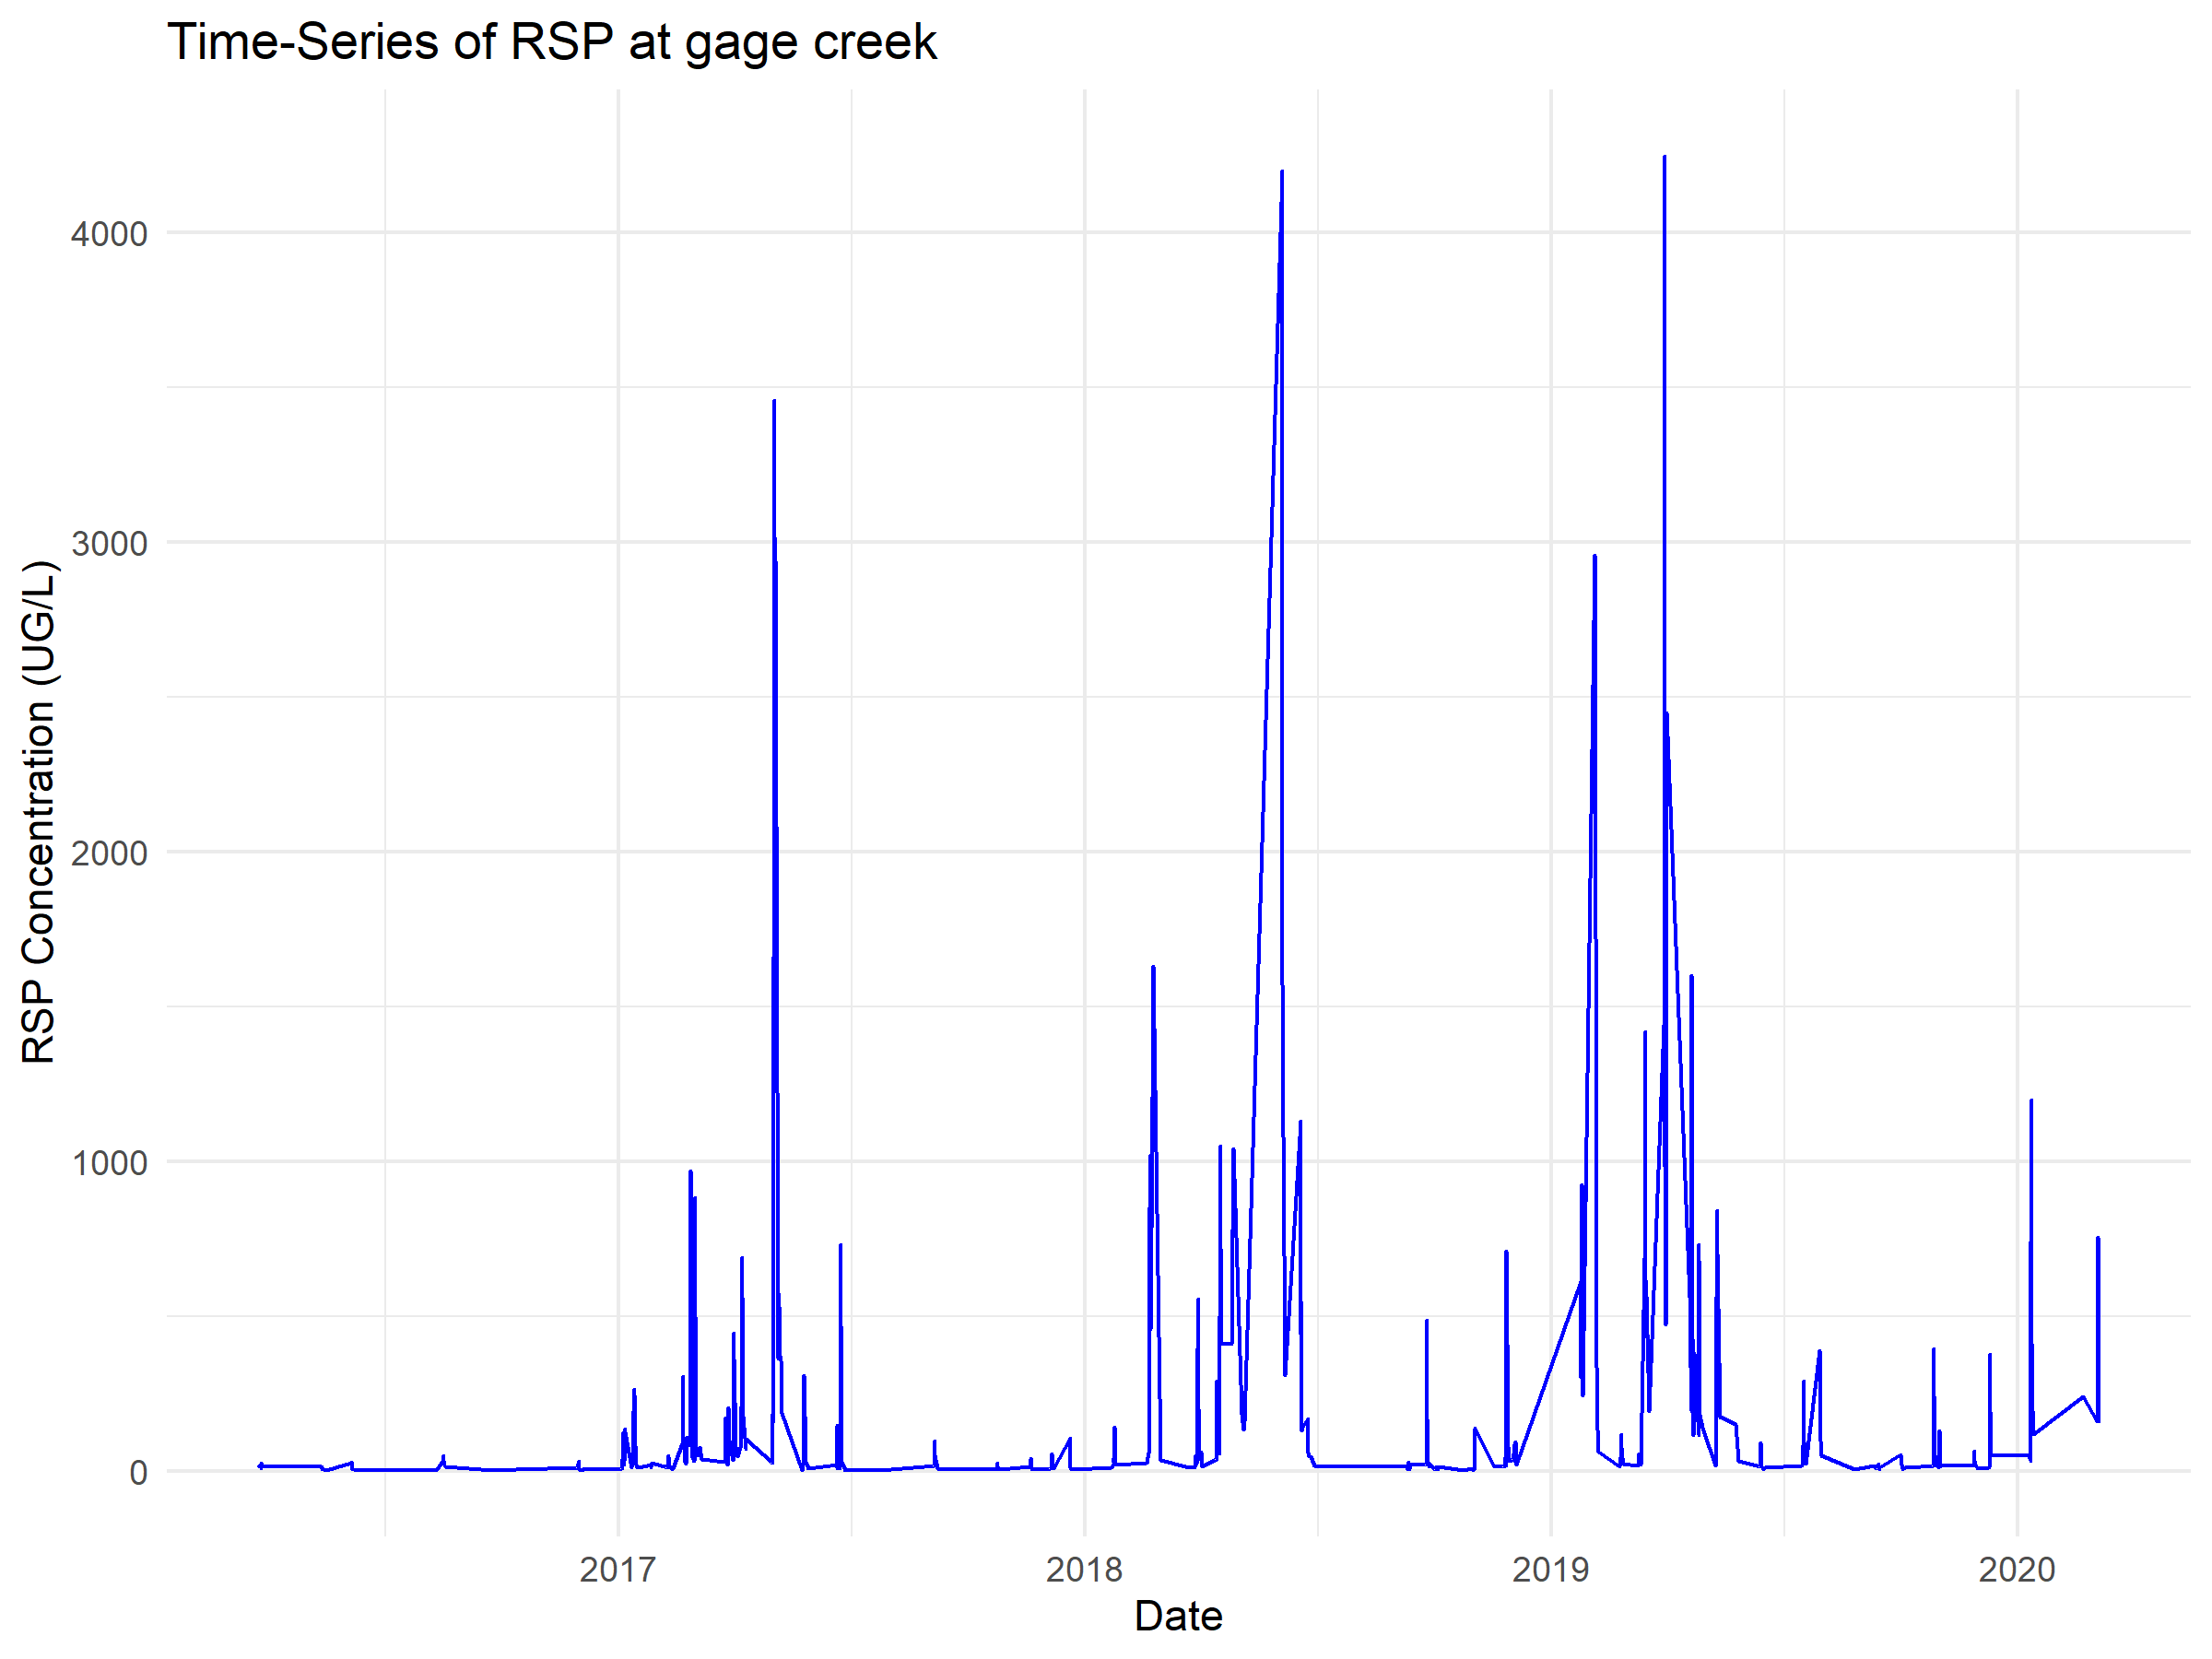 Time-Series of RSP at gage creek
RSP Concentration (UG/L)
4000
3000
2000
1000
0
2017 2018 2019 2020
Date